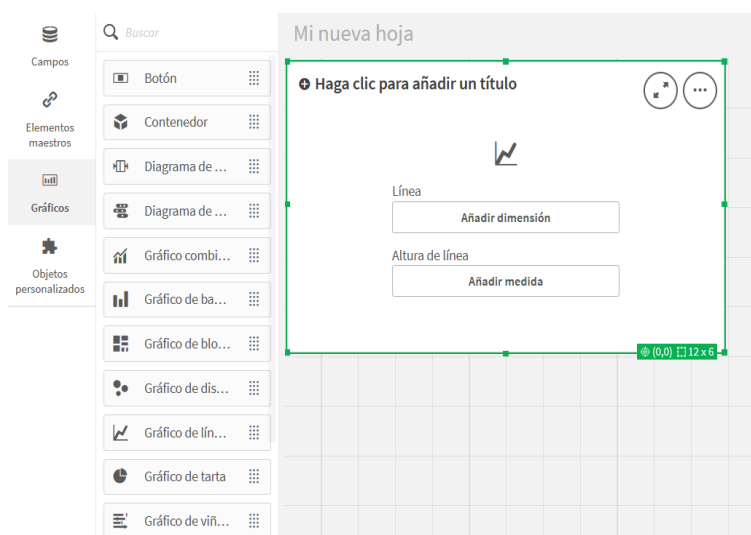 Campos
Elementos
maestros
Gráficos
Objetos
personalizados
Buscar
Botón
Contenedor
Diagrama de ...
Diagrama de ...
Gráfico combi...
Gráfico de ba...
Gráfico de blo...
Gráfico de dis...
Gráfico de lín...
Gráfico de tarta
Gráfico de viñ...
Mi nueva hoja
Haga clic para añadir un título
Línea
Añadir dimensión
Altura de línea
Añadir medida
(0,0) 12 x 6